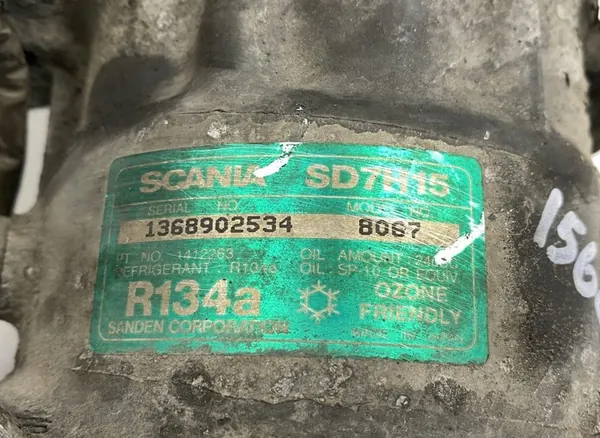 SCANIA SD7H15
SERIAL NO. MODEL NO.
1368902534 8067
PT NO 1412263 OIL AMOUNT
REFRIGERANT R134a OIL SP-10 OR EQUIV
R134a OZONE
FRIENDLY
SANDEN CORPORATION
156